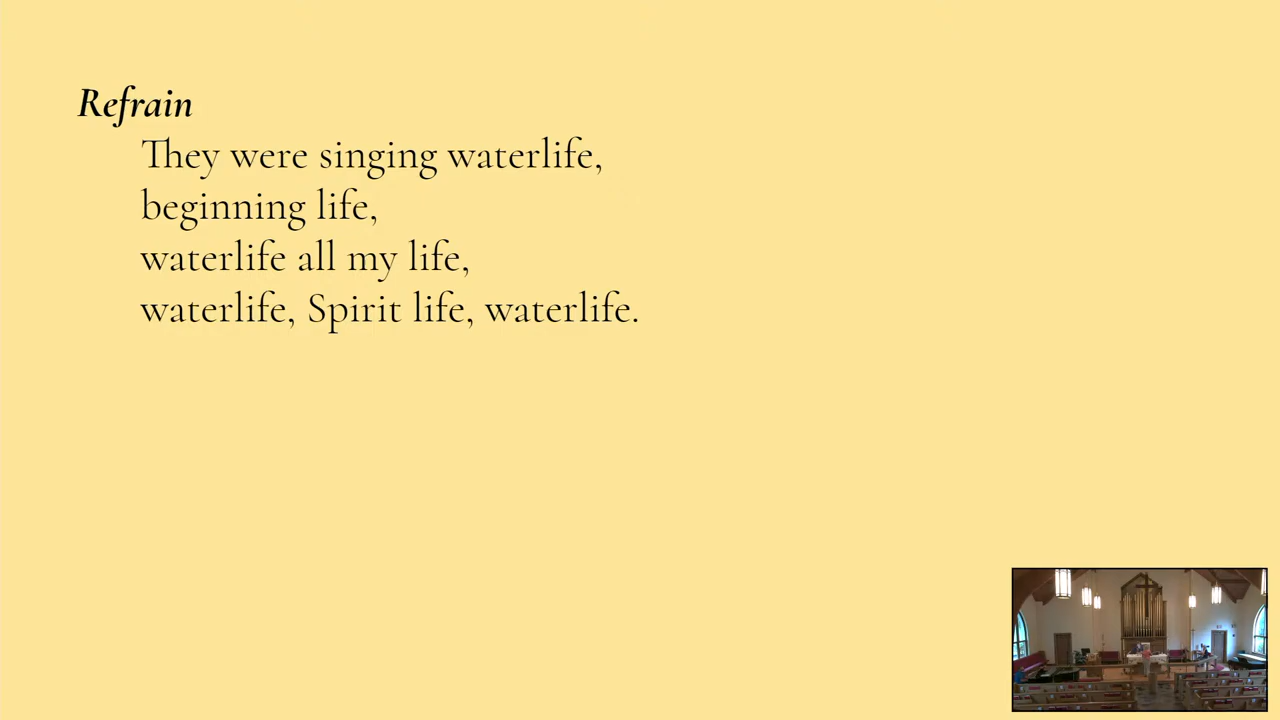 Refrain
They were singing waterlife,
beginning life,
waterlife all my life,
waterlife, Spirit life, waterlife.